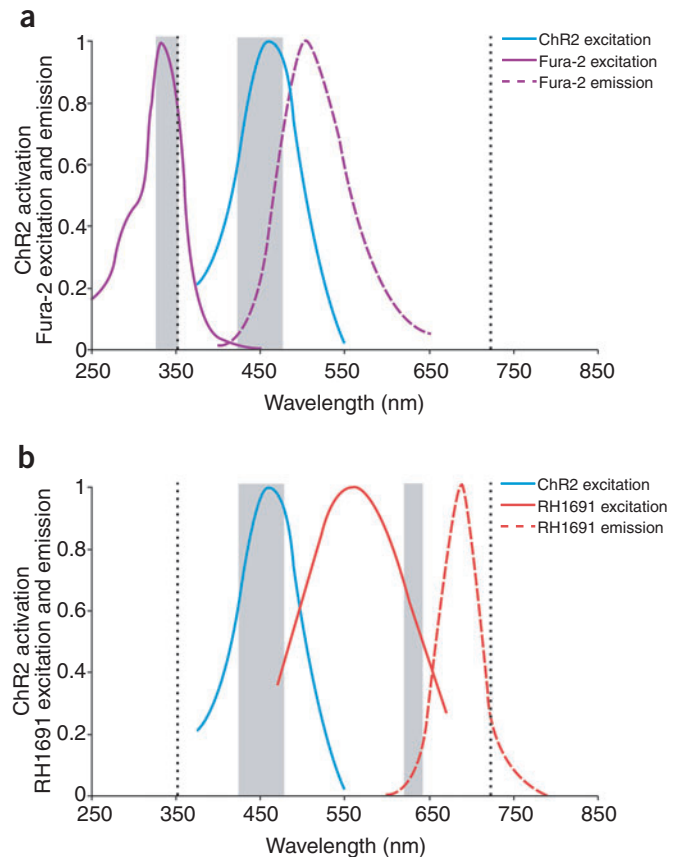 a
ChR2 excitation
Fura-2 excitation
Fura-2 emission
ChR2 activation
Fura-2 excitation and emission
1
0.8
0.6
0.4
0.2
0
250 350 450 550 650 750 850
Wavelength (nm)
b
ChR2 excitation
RH1691 excitation
RH1691 emission
ChR2 activation
RH1691 excitation and emission
1
0.8
0.6
0.4
0.2
0
250 350 450 550 650 750 850
Wavelength (nm)